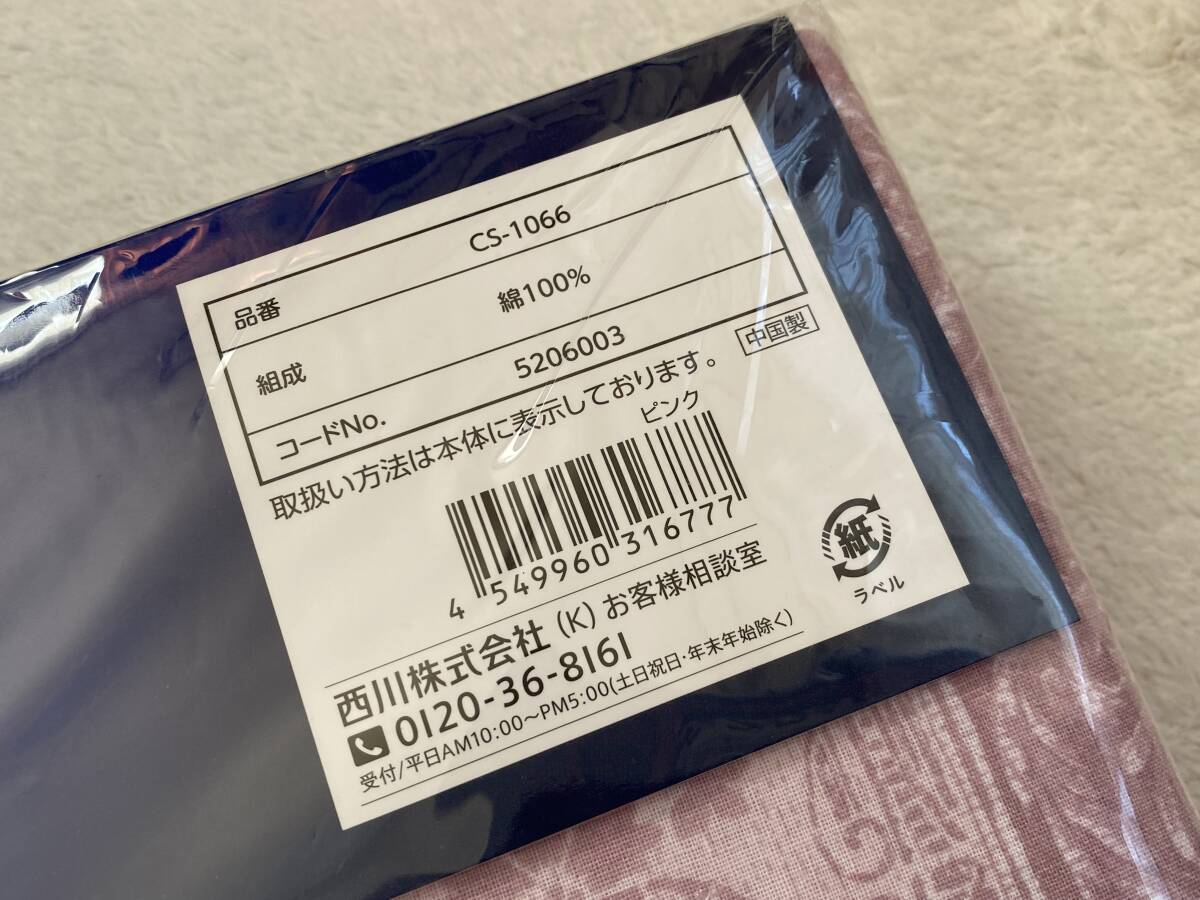 品番 CS-1066
組成 綿100%
コードNo. 5206003
取扱い方法は本体に表示しております。
中国製
ピンク
4 549960 316777
西川株式会社 (K) お客様相談室
0120-36-8161
受付/平日AM10:00～PM5:00(土日祝日・年末年始除く)
紙
ラベル